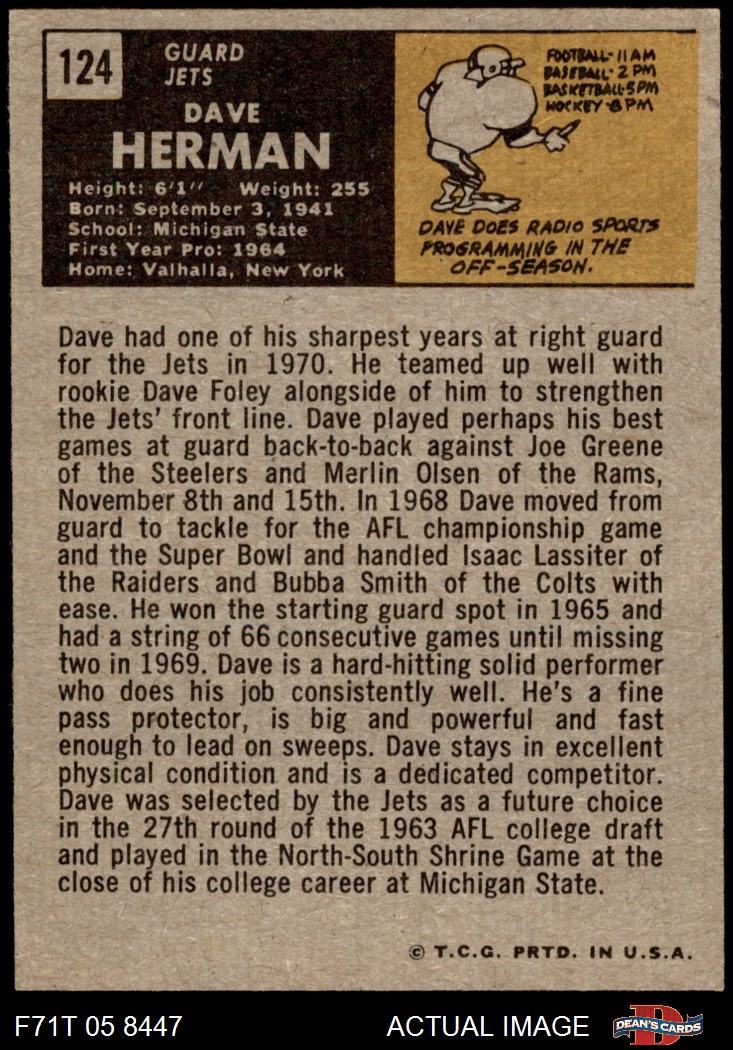 124
GUARD
JETS
DAVE
HERMAN
Height: 6'1" Weight: 255
Born: September 3, 1941
School: Michigan State
First Year Pro: 1964
Home: Valhalla, New York
FOOTBALL-11AM
BASEBALL-2 PM
BASKETBALL-5PM
HOCKEY-8PM
DAVE DOES RADIO SPORTS
PROGRAMMING IN THE
OFF-SEASON.
Dave had one of his sharpest years at right guard
for the Jets in 1970. He teamed up well with
rookie Dave Foley alongside of him to strengthen
the Jets' front line. Dave played perhaps his best
games at guard back-to-back against Joe Greene
of the Steelers and Merlin Olsen of the Rams,
November 8th and 15th. In 1968 Dave moved from
guard to tackle for the AFL championship game
and the Super Bowl and handled Isaac Lassiter of
the Raiders and Bubba Smith of the Colts with
ease. He won the starting guard spot in 1965 and
had a string of 66 consecutive games until missing
two in 1969. Dave is a hard-hitting solid performer
who does his job consistently well. He's a fine
pass protector, is big and powerful and fast
enough to lead on sweeps. Dave stays in excellent
physical condition and is a dedicated competitor.
Dave was selected by the Jets as a future choice
in the 27th round of the 1963 AFL college draft
and played in the North-South Shrine Game at the
close of his college career at Michigan State.
© T.C.G. PRTD. IN U.S.A.
F71T 05 8447 ACTUAL IMAGE DEAN'S CARDS